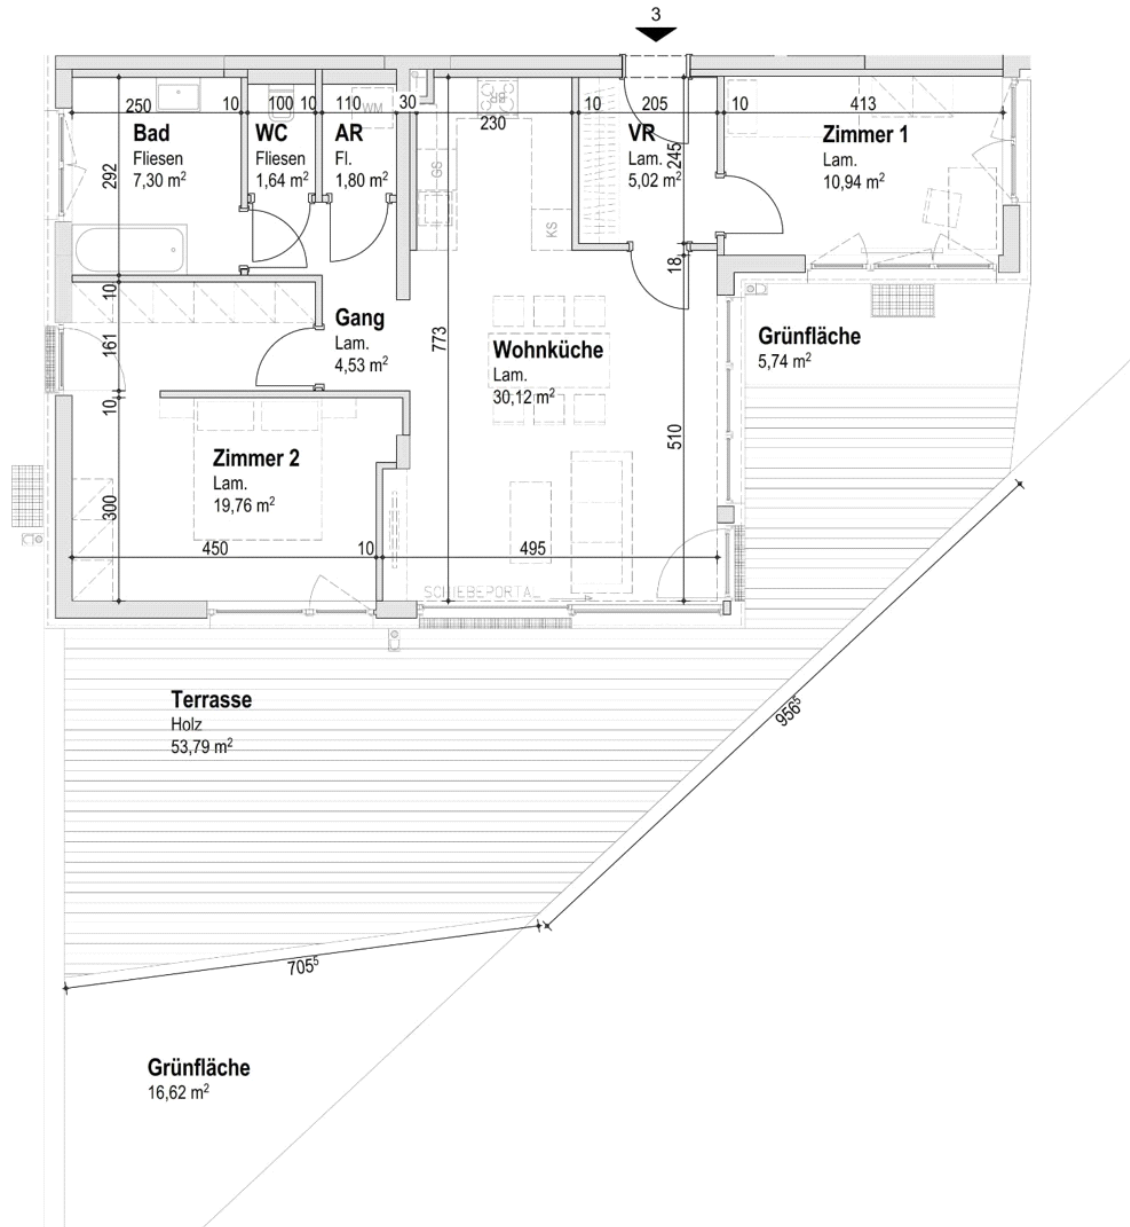 3
250
10
100
10
110
30
230
10
205
10
413
Bad
Fliesen
7,30 m²
WC
Fliesen
1,64 m²
AR
Fl.
1,80 m²
WM
VR
Lam.
5,02 m²
245
Zimmer 1
Lam.
10,94 m²
292
GS
KS
18
10
161
10
Gang
Lam.
4,53 m²
773
Wohnküche
Lam.
30,12 m²
Grünfläche
5,74 m²
510
Zimmer 2
Lam.
19,76 m²
300
450
10
495
SCHIEBEPORTAL
Terrasse
Holz
53,79 m²
956⁵
705⁵
Grünfläche
16,62 m²